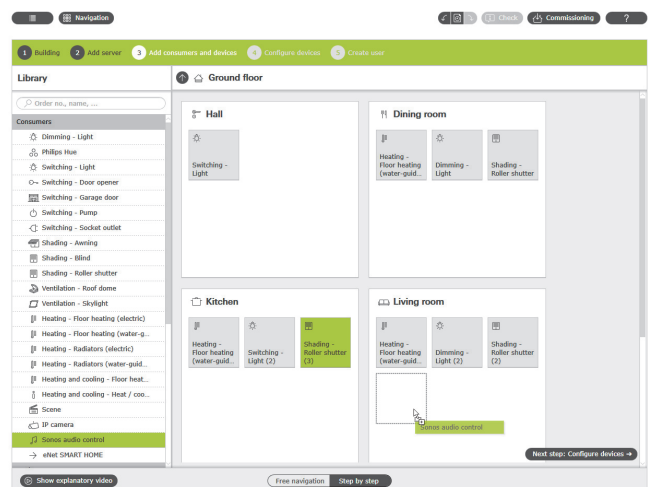 Navigation
Check
Commissioning
?
1 Building 2 Add server 3 Add consumers and devices 4 Configure devices 5 Create user
Library
Ground floor
Order no., name, ...
Consumers
Dimming - Light
Philips Hue
Switching - Light
Switching - Door opener
Switching - Garage door
Switching - Pump
Switching - Socket outlet
Shading - Awning
Shading - Blind
Shading - Roller shutter
Ventilation - Roof dome
Ventilation - Skylight
Heating - Floor heating (electric)
Heating - Floor heating (water-g...
Heating - Radiators (electric)
Heating - Radiators (water-guid...
Heating and cooling - Floor heat...
Heating and cooling - Heat / coo...
Scene
IP camera
Sonos audio control
eNet SMART HOME
Hall
Switching -
Light
Dining room
Heating -
Floor heating
(water-guid...
Dimming -
Light
Shading -
Roller shutter
Kitchen
Heating -
Floor heating
(water-guid...
Switching -
Light (2)
Shading -
Roller shutter
(3)
Living room
Heating -
Floor heating
(water-guid...
Dimming -
Light (2)
Shading -
Roller shutter
(2)
Sonos audio control
Next step: Configure devices
Show explanatory video
Free navigation Step by step